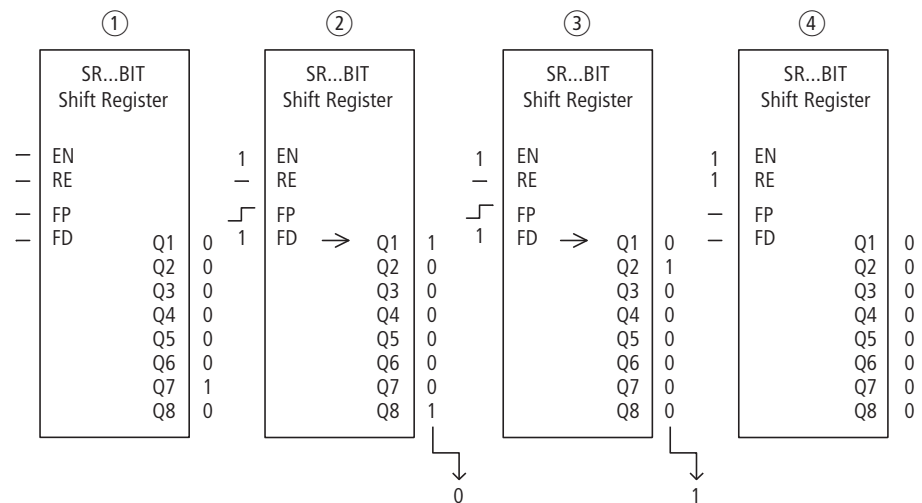 ① ② ③ ④
SR...BIT SR...BIT SR...BIT SR...BIT
Shift Register Shift Register Shift Register Shift Register
– EN 1 EN 1 EN 1 EN
– RE – RE – RE 1 RE
– FP FP FP – FP
– FD Q1 0 1 FD → Q1 1 1 FD → Q1 0 – FD Q1 0
Q2 0 Q2 0 Q2 1 Q2 0
Q3 0 Q3 0 Q3 0 Q3 0
Q4 0 Q4 0 Q4 0 Q4 0
Q5 0 Q5 0 Q5 0 Q5 0
Q6 0 Q6 0 Q6 0 Q6 0
Q7 1 Q7 0 Q7 0 Q7 0
Q8 0 Q8 1 Q8 0 Q8 0
0 1